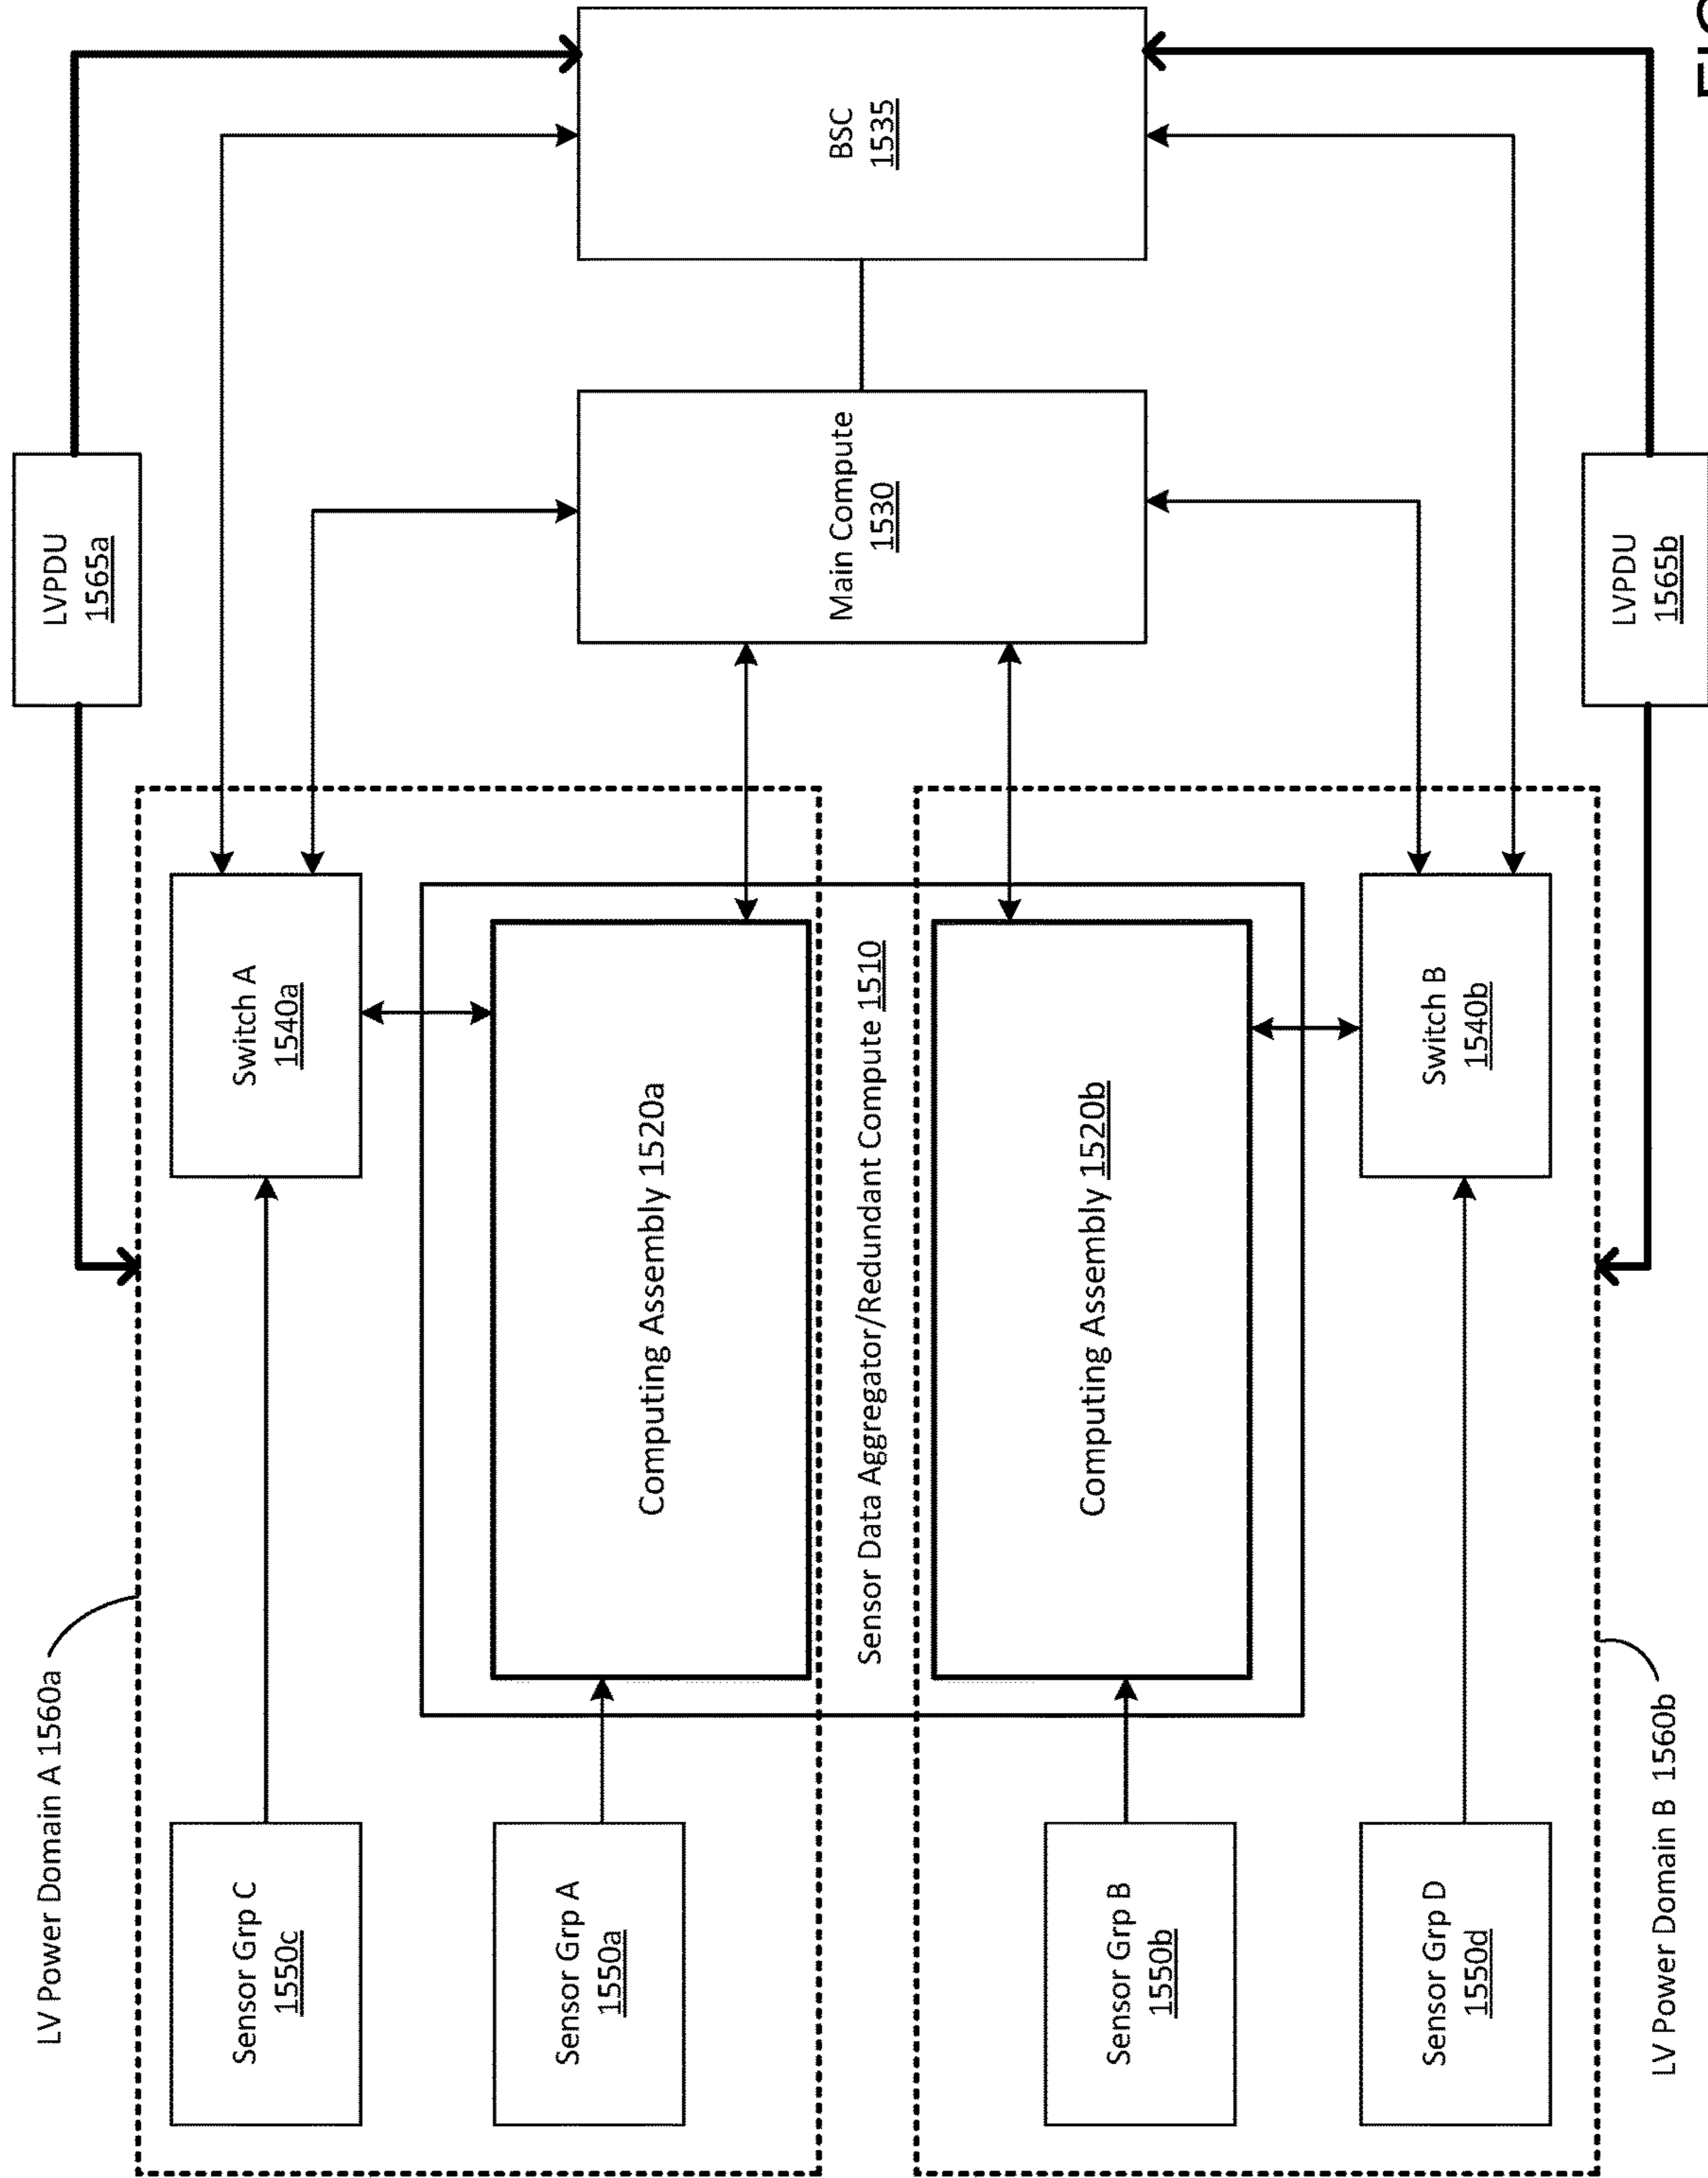 LV Power Domain A 1560a
Sensor Grp C
1550c
Switch A
1540a
LVPDU
1565a
Sensor Grp A
1550a
Computing Assembly 1520a
Main Compute
1530
BSC
1535
Sensor Data Aggregator/Redundant Compute 1510
Sensor Grp B
1550b
Computing Assembly 1520b
Sensor Grp D
1550d
Switch B
1540b
LVPDU
1565b
LV Power Domain B 1560b